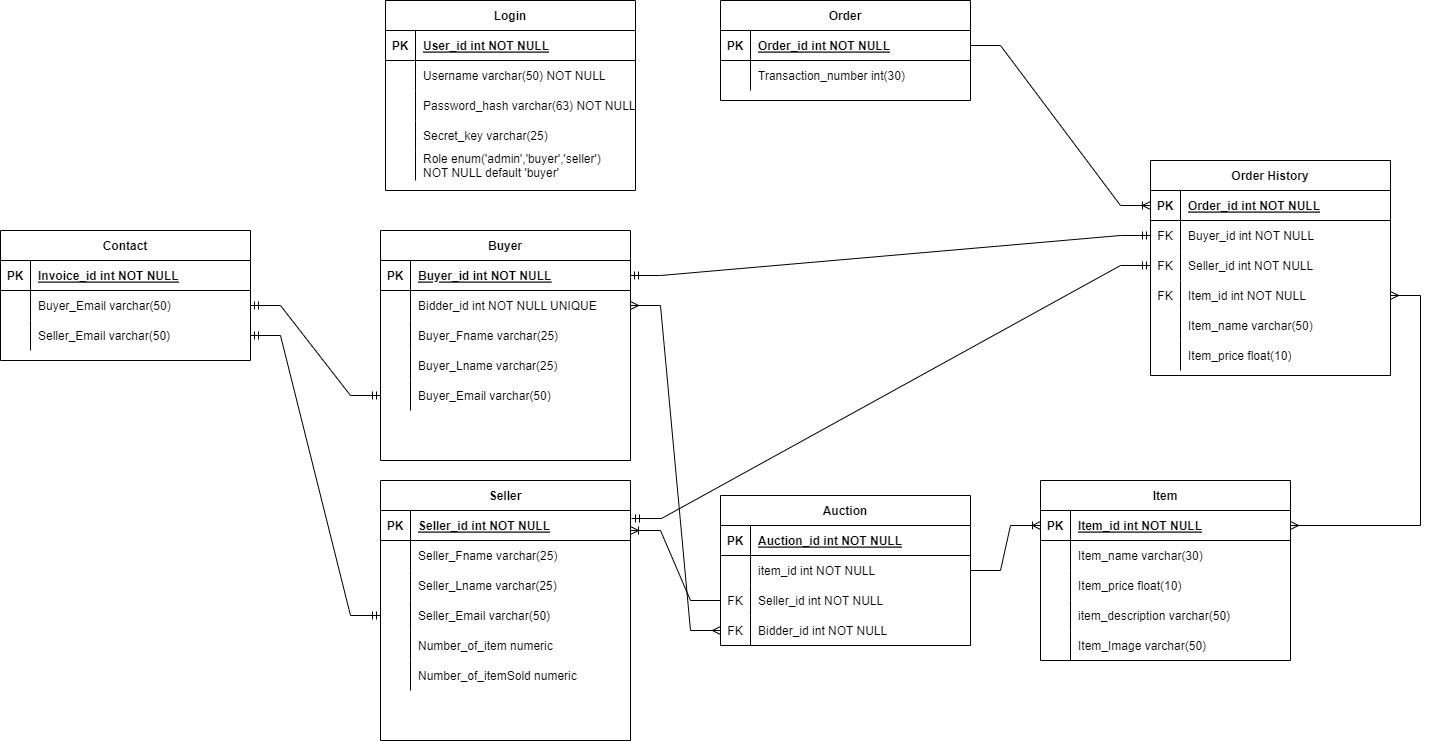 Login
PK User_id int NOT NULL
Username varchar(50) NOT NULL
Password_hash varchar(63) NOT NULL
Secret_key varchar(25)
Role enum('admin','buyer','seller')
NOT NULL default 'buyer'
Order
PK Order_id int NOT NULL
Transaction_number int(30)
Order History
PK Order_id int NOT NULL
FK Buyer_id int NOT NULL
FK Seller_id int NOT NULL
FK Item_id int NOT NULL
Item_name varchar(50)
Item_price float(10)
Contact
PK Invoice_id int NOT NULL
Buyer_Email varchar(50)
Seller_Email varchar(50)
Buyer
PK Buyer_id int NOT NULL
Bidder_id int NOT NULL UNIQUE
Buyer_Fname varchar(25)
Buyer_Lname varchar(25)
Buyer_Email varchar(50)
Seller
PK Seller_id int NOT NULL
Seller_Fname varchar(25)
Seller_Lname varchar(25)
Seller_Email varchar(50)
Number_of_item numeric
Number_of_itemSold numeric
Auction
PK Auction_id int NOT NULL
item_id int NOT NULL
FK Seller_id int NOT NULL
FK Bidder_id int NOT NULL
Item
PK Item_id int NOT NULL
Item_name varchar(30)
Item_price float(10)
item_description varchar(50)
Item_Image varchar(50)